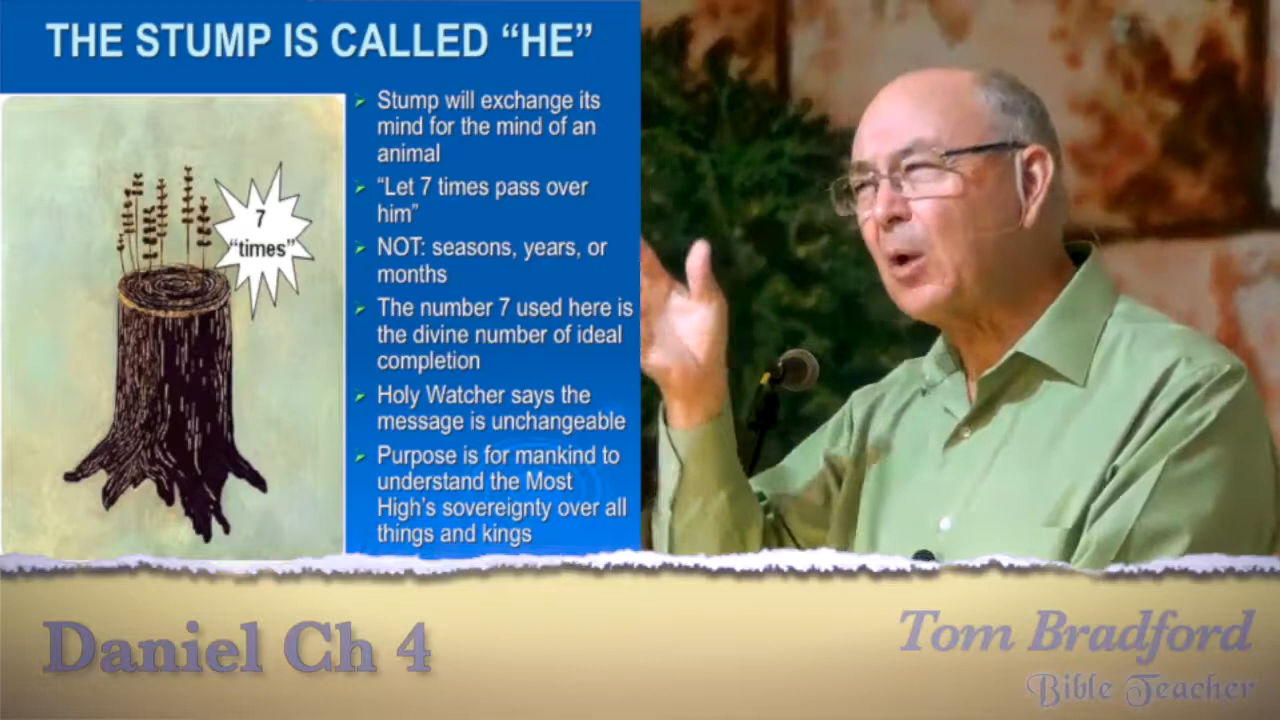 THE STUMP IS CALLED “HE”
7
“times”
Stump will exchange its
mind for the mind of an
animal
“Let 7 times pass over
him”
NOT: seasons, years, or
months
The number 7 used here is
the divine number of ideal
completion
Holy Watcher says the
message is unchangeable
Purpose is for mankind to
understand the Most
High’s sovereignty over all
things and kings
Daniel Ch 4
Tom Bradford
Bible Teacher